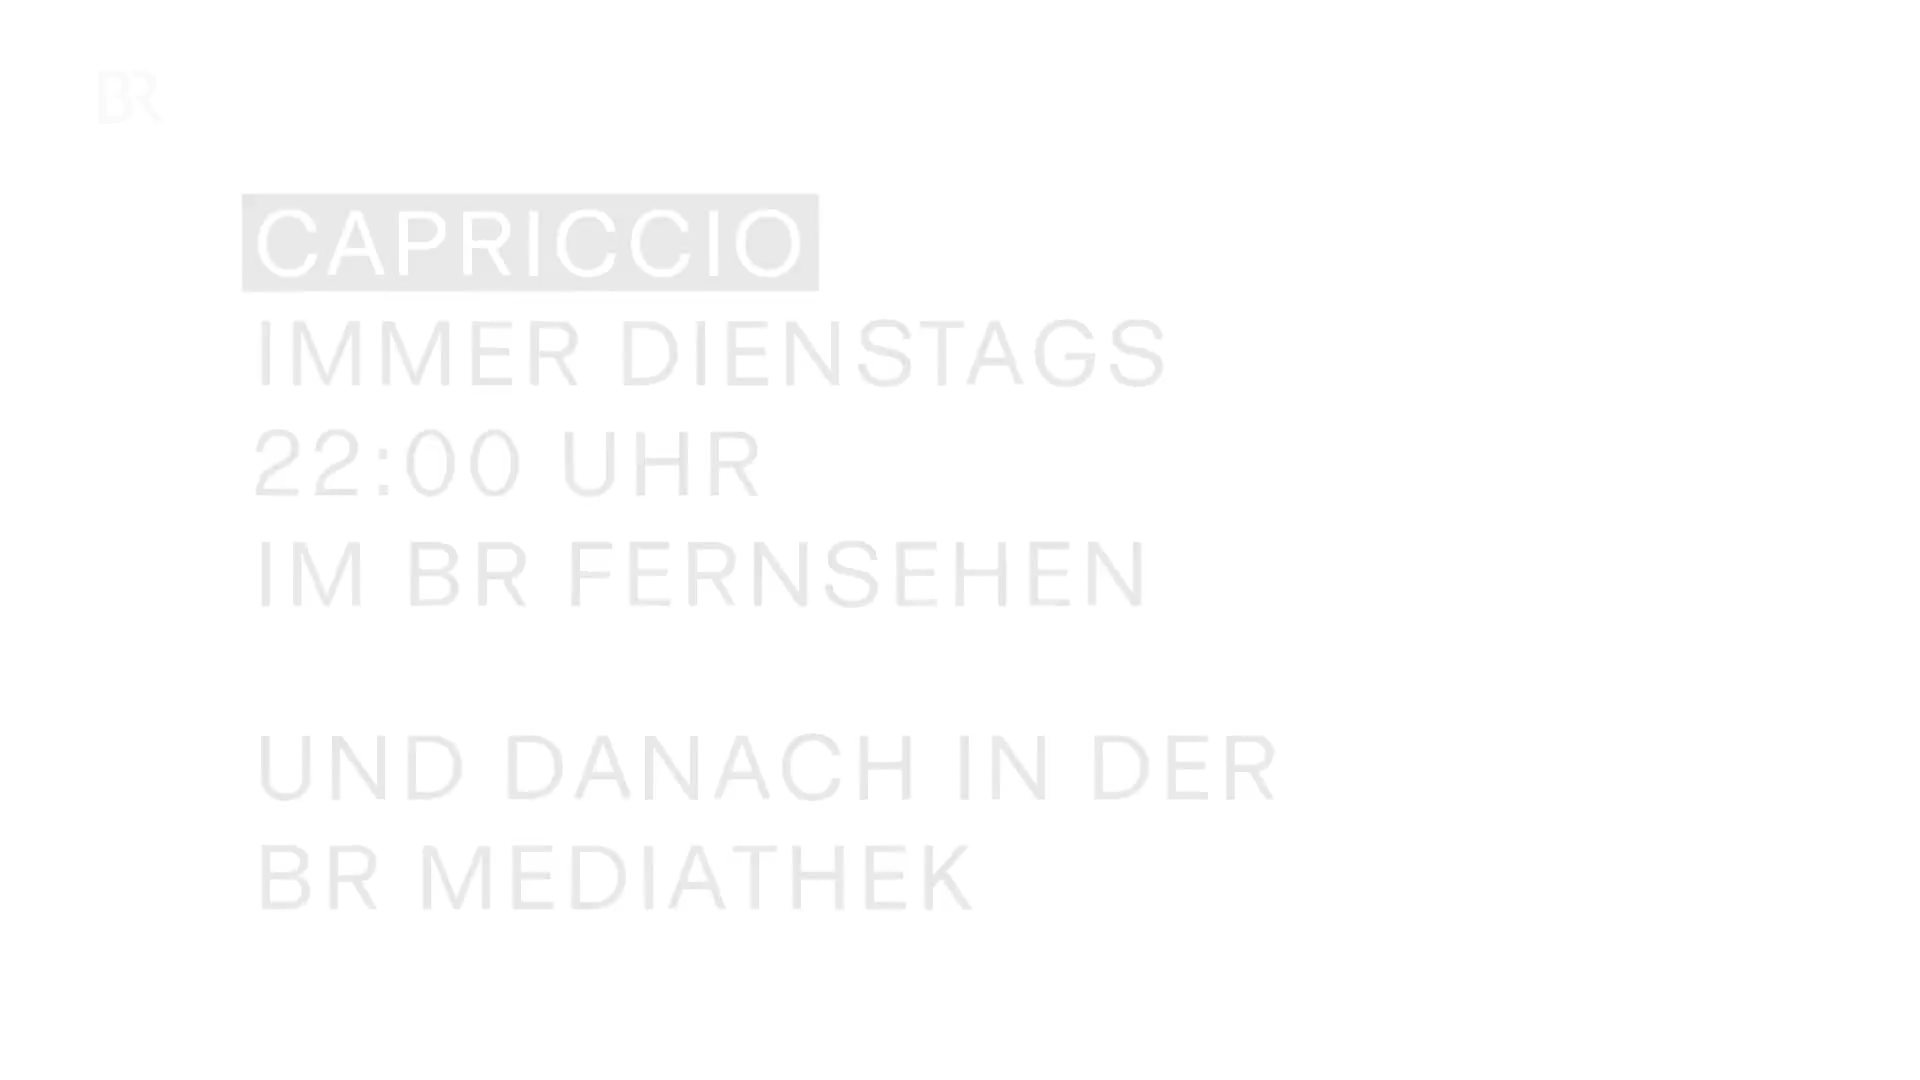 BR
CAPRICCIO
IMMER DIENSTAGS
22:00 UHR
IM BR FERNSEHEN
UND DANACH IN DER
BR MEDIATHEK